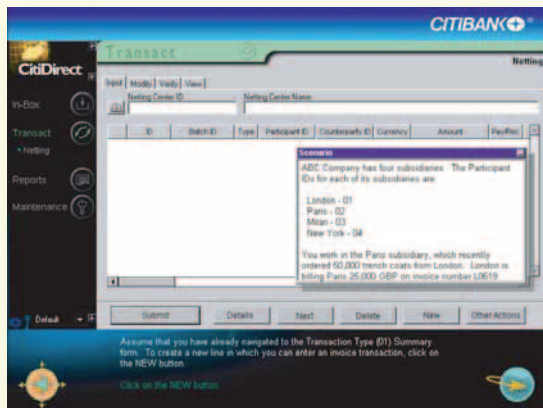 CITIBANK
CitiDirect
Transact
Netting
Input Modify Verify View
Netting Center ID: Netting Center Name:
In-Box
Transact
• Netting
Reports
Maintenance
ID Batch ID Type Participant ID Counterparty ID Currency Amount Pay/Rec
Scenario
ABC Company has four subsidiaries. The Participant
IDs for each of its subsidiaries are:
London - 01
Paris - 02
Milan - 03
New York - 04
You work in the Paris subsidiary, which recently
ordered 50,000 trench coats from London. London is
billing Paris 25,000 GBP on invoice number L0619.
Default
Submit Details Next Delete New Other Actions
Assume that you have already navigated to the Transaction Type (01) Summary
form. To create a new line in which you can enter an invoice transaction, click on
the NEW button.
Click on the NEW button.